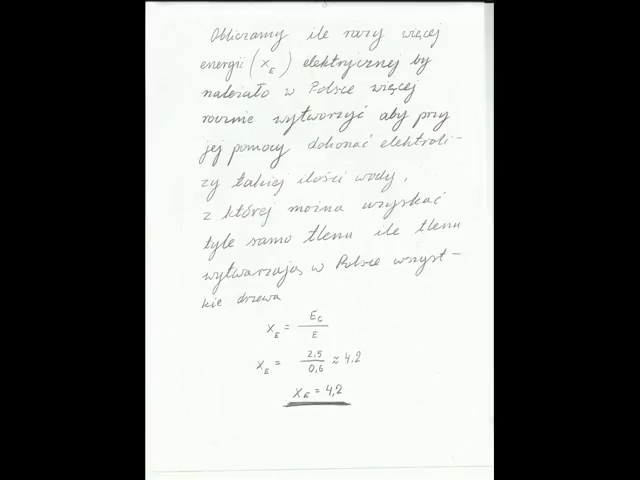 Obliczamy ile razy więcej
energii (x_E) elektrycznej by
należało w Polsce więcej
rocznie wytworzyć aby przy
jej pomocy dokonać elektroli-
zy takiej ilości wody,
z której można uzyskać
tyle samo tlenu ile tlenu
wytwarzają w Polsce wszyst-
kie drzewa
x_E = E_c / E
x_E = 2,5 / 0,6 ≈ 4,2
x_E = 4,2